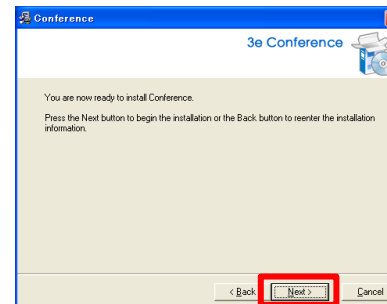 Conference
3e Conference
You are now ready to install Conference.
Press the Next button to begin the installation or the Back button to reenter the installation
information.
< Back
Next >
Cancel